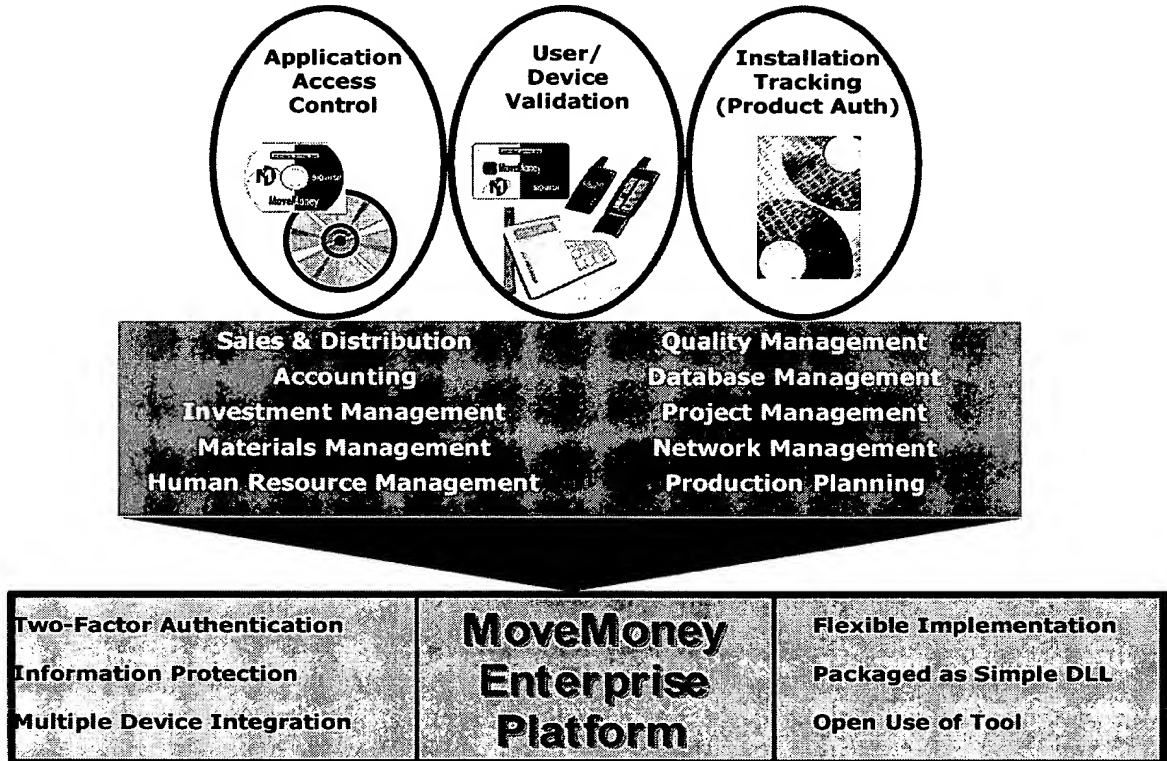 Application
Access
Control
User/
Device
Validation
Installation
Tracking
(Product Auth)
MoveMoney
MoveMoney
Sales & Distribution
Accounting
Investment Management
Materials Management
Human Resource Management
Quality Management
Database Management
Project Management
Network Management
Production Planning
Two-Factor Authentication
Information Protection
Multiple Device Integration
MoveMoney
Enterprise
Platform
Flexible Implementation
Packaged as Simple DLL
Open Use of Tool